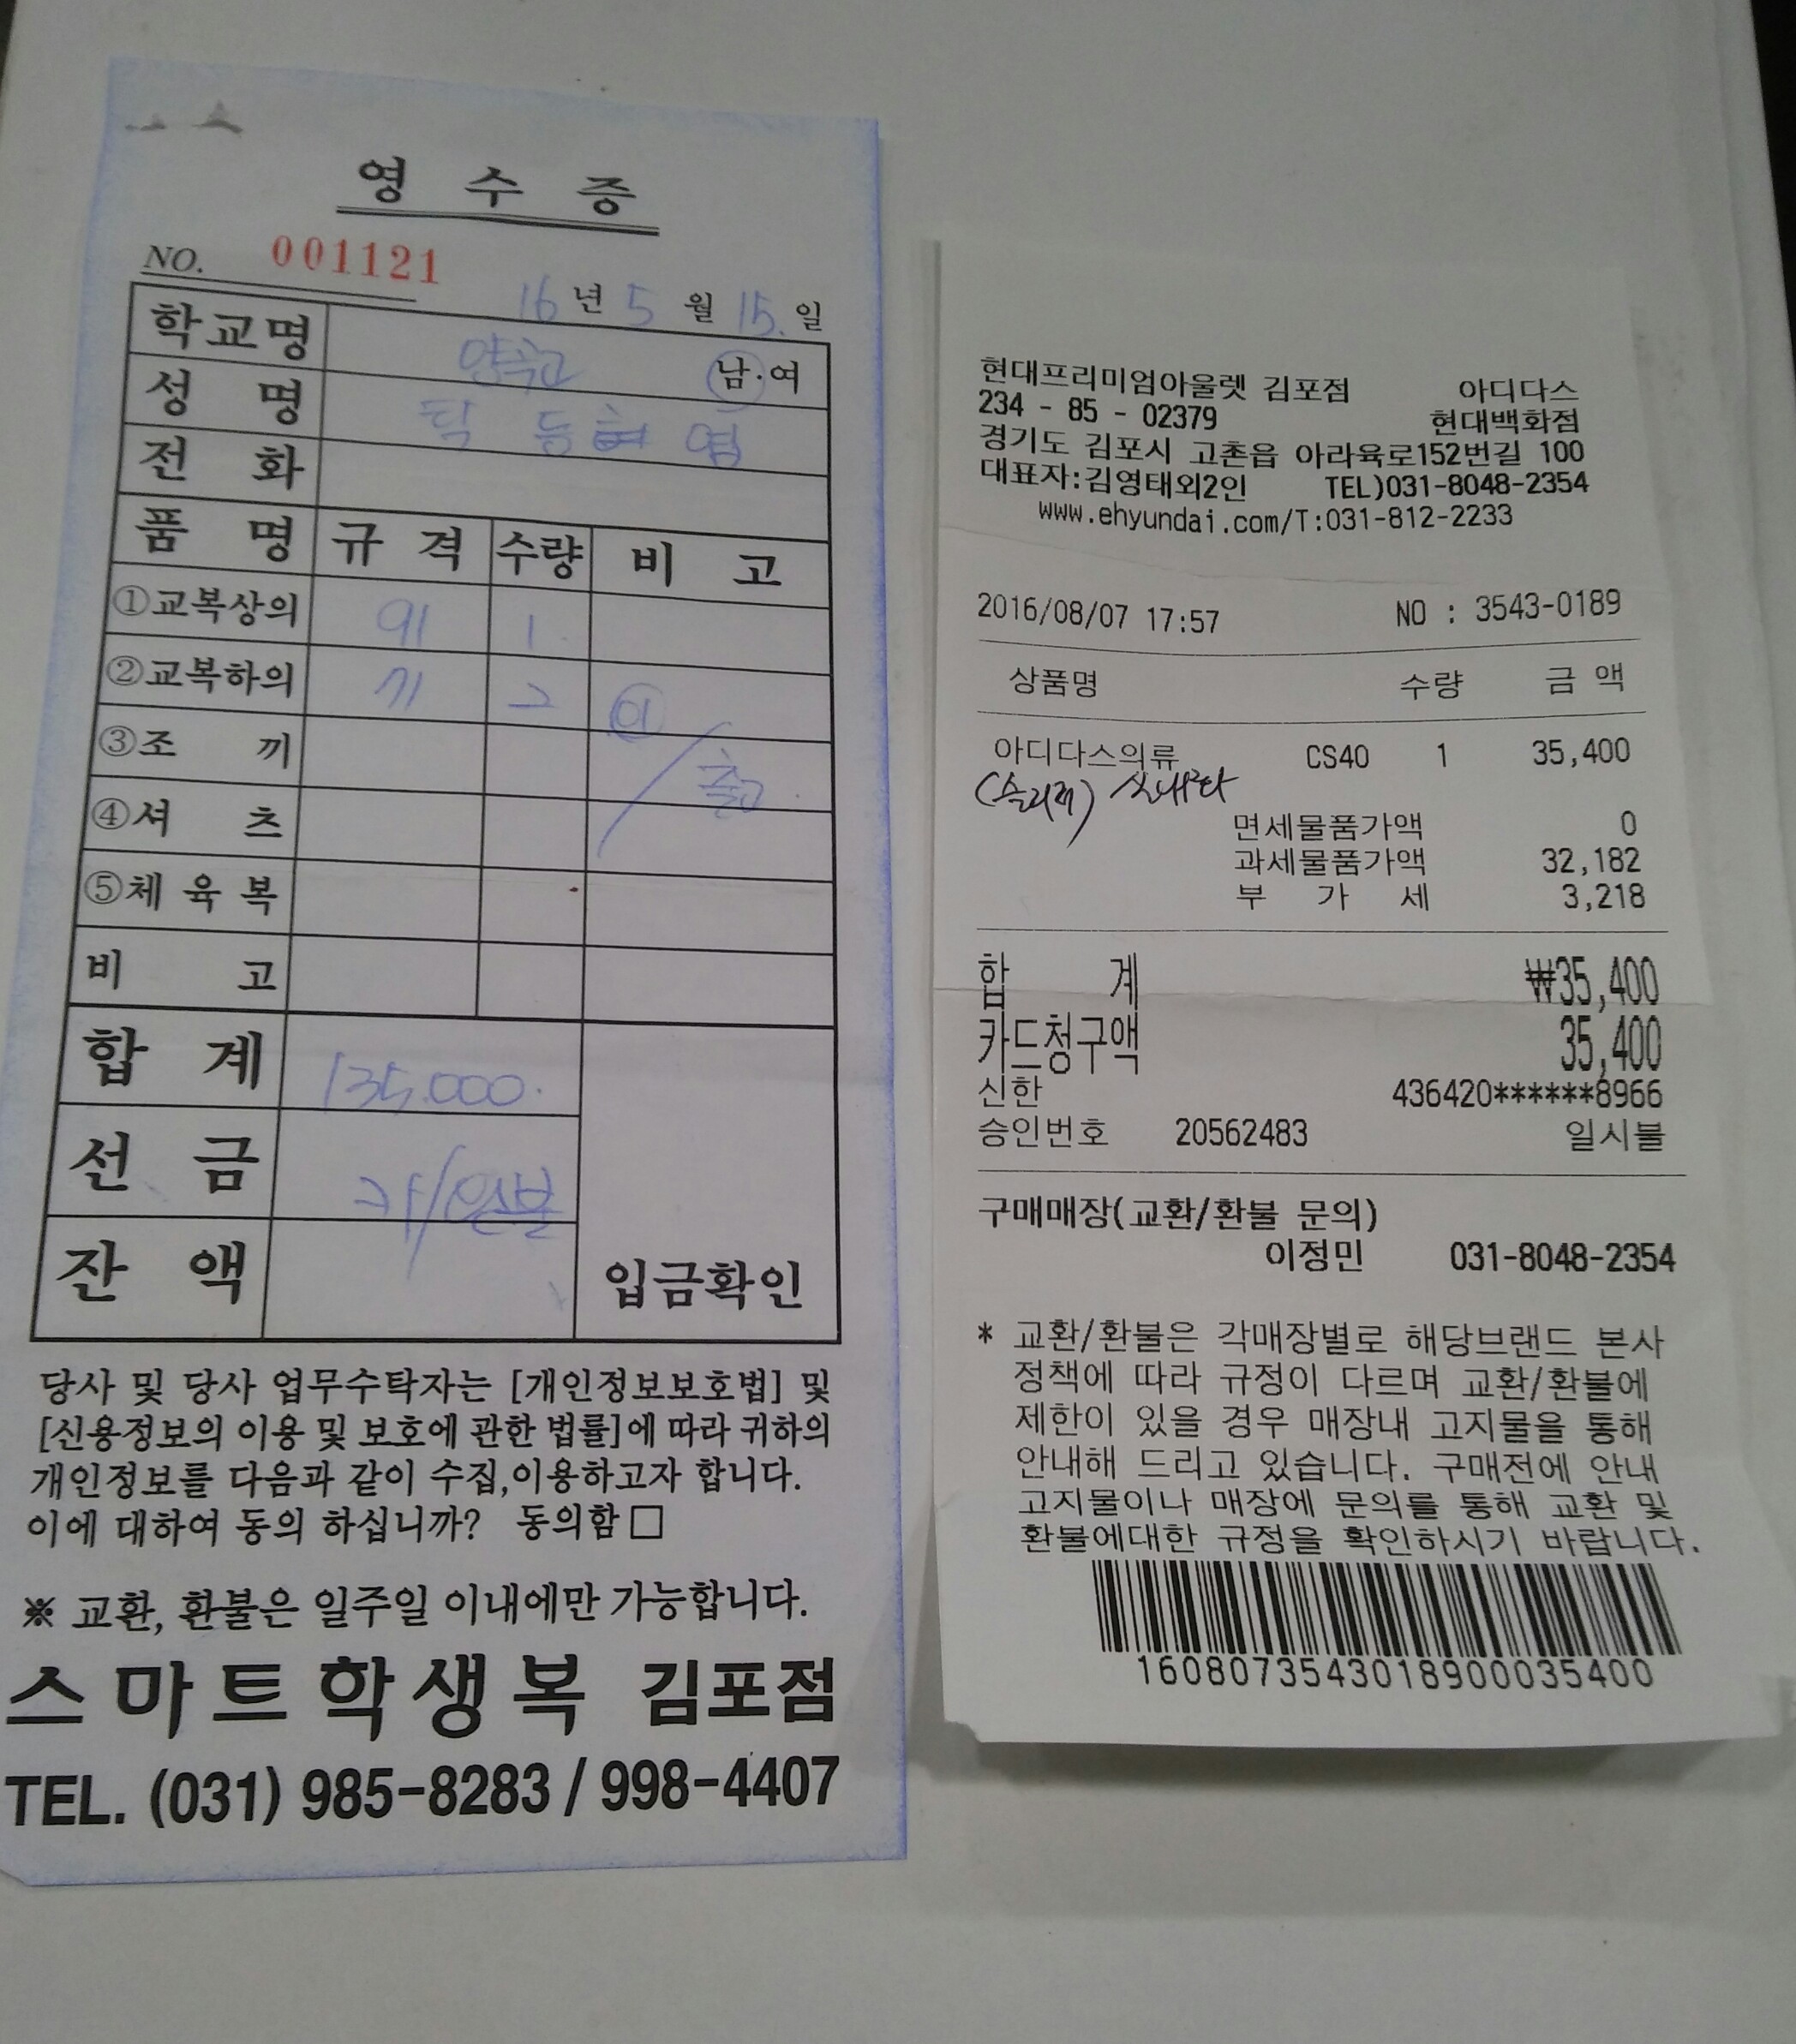 영 수 증
NO. 001121
16 년 5 월 15. 일
학교명 양곡고 남·여
성 명 탁 동
전 화
품 명 규 격 수량 비 고
①교복상의 91 1
②교복하의 71 2
③조 끼 출고
④셔 츠
⑤체 육 복
비 고
합 계 135,000.
선 금 카/일시불
잔 액 입금확인
당사 및 당사 업무수탁자는 [개인정보보호법] 및
[신용정보의 이용 및 보호에 관한 법률]에 따라 귀하의
개인정보를 다음과 같이 수집,이용하고자 합니다.
이에 대하여 동의 하십니까? 동의함 □
※ 교환, 환불은 일주일 이내에만 가능합니다.
스마트학생복 김포점
TEL. (031) 985-8283 / 998-4407
현대프리미엄아울렛 김포점 아디다스
234 - 85 - 02379 현대백화점
경기도 김포시 고촌읍 아라육로152번길 100
대표자:김영태외2인 TEL)031-8048-2354
www.ehyundai.com/T:031-812-2233
2016/08/07 17:57 NO : 3543-0189
상품명 수량 금 액
아디다스의류 CS40 1 35,400
(슬리퍼) 실내화
면세물품가액 0
과세물품가액 32,182
부 가 세 3,218
합 계 ₩35,400
카드청구액 35,400
신한 436420******8966
승인번호 20562483 일시불
구매매장(교환/환불 문의)
이정민 031-8048-2354
* 교환/환불은 각매장별로 해당브랜드 본사
정책에 따라 규정이 다르며 교환/환불에
제한이 있을 경우 매장내 고지물을 통해
안내해 드리고 있습니다. 구매전에 안내
고지물이나 매장에 문의를 통해 교환 및
환불에대한 규정을 확인하시기 바랍니다.
1608073543018900035400